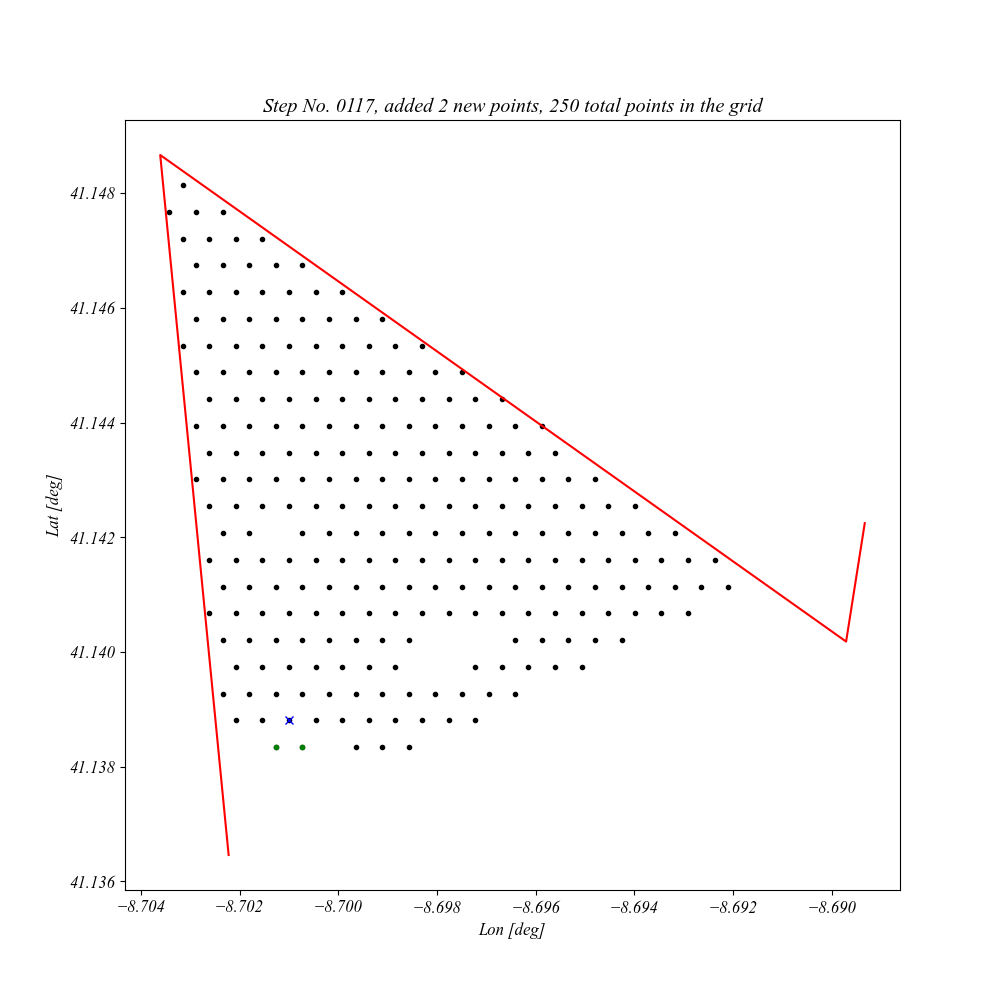 Step No. 0117, added 2 new points, 250 total points in the grid
41.148
41.146
41.144
41.142
41.140
41.138
41.136
Lat [deg]
−8.704 −8.702 −8.700 −8.698 −8.696 −8.694 −8.692 −8.690
Lon [deg]